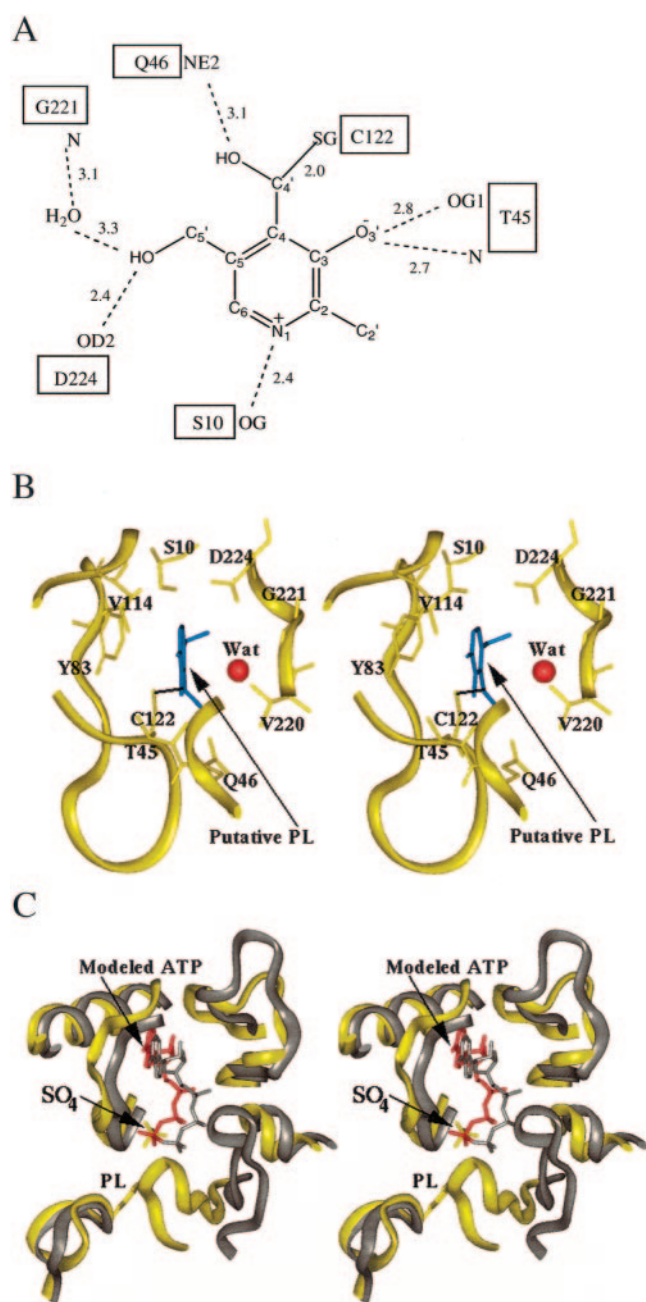 A
Q46 NE2
G221
3.1
SG C122
N
HO
2.0
3.1
C4'
OG1
2.8
T45
H2O
O3'-
3.3
C5'
C4
C3
N
2.7
HO
C5
2.4
C6
C2
+
N1
C2'
OD2
D224
2.4
S10 OG
B
S10
D224
V114
G221
Y83
Wat
C122
V220
T45
Q46
Putative PL
S10
D224
V114
G221
Y83
Wat
C122
V220
T45
Q46
Putative PL
C
Modeled ATP
SO4
PL
Modeled ATP
SO4
PL